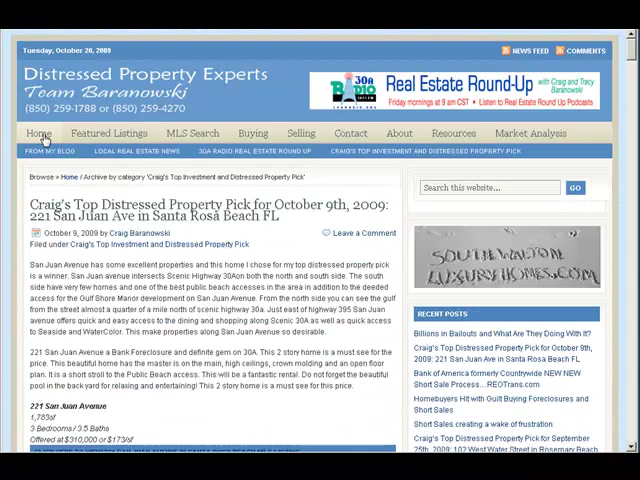 Tuesday, October 20, 2009
NEWS FEED
COMMENTS
Distressed Property Experts
Team Baranowski
(850) 259-1788 or (850) 259-4270
30A
RADIO
Real Estate Round-Up
with Craig and Tracy
Baranowski
Friday mornings at 9 am CST • Listen to Real Estate Round-Up Podcasts
Home Featured Listings MLS Search Buying Selling Contact About Resources Market Analysis
FROM MY BLOG LOCAL REAL ESTATE NEWS 30A RADIO REAL ESTATE ROUND UP CRAIG'S TOP INVESTMENT AND DISTRESSED PROPERTY PICK
Browse » Home / Archive by category 'Craig's Top Investment and Distressed Property Pick'
Craig's Top Distressed Property Pick for October 9th, 2009:
221 San Juan Ave in Santa Rosa Beach FL
October 9, 2009 by Craig Baranowski
Leave a Comment
Filed under Craig's Top Investment and Distressed Property Pick
San Juan Avenue has some excellent properties and this home I chose for my top distressed property pick
is a winner. San Juan avenue intersects Scenic Highway 30Aon both the north and south side. The south
side have very few homes and one of the best public beach accesses in the area in addition to the deeded
access for the Gulf Shore Manor development on San Juan Avenue. From the north side you can see the gulf
from the street almost a quarter of a mile north of scenic highway 30a. Just east of highway 395 San Juan
avenue offers quick and easy access to the dining and shopping along Scenic 30A as well as quick access
to Seaside and WaterColor. This make properties along San Juan Avenue so desirable.
221 San Juan Avenue a Bank Foreclosure and definite gem on 30A. This 2 story home is a must see for the
price. This beautiful home has the master is on the main, high ceilings, crown molding and an open floor
plan. It is a short stroll to the Public Beach access. This will be a fantastic rental. Do not forget the beautiful
pool in the back yard for relaxing and entertaining! This 2 story home is a must see for this price.
221 San Juan Avenue
1,783sf
3 Bedrooms / 3.5 Baths
Offered at $310,000 or $173/sf
Search this website...
GO
SOUTH WALTON
LUXURYHOMES.COM
RECENT POSTS
Billions in Bailouts and What Are They Doing With It?
Craig's Top Distressed Property Pick for October 9th,
2009: 221 San Juan Ave in Santa Rosa Beach FL
Bank of America formerly Countrywide NEW NEW
Short Sale Process…REOTrans.com
Homebuyers Hit with Guilt Buying Foreclosures and
Short Sales
Short Sales creating a wake of frustration
Craig's Top Distressed Property Pick for September
25th, 2009: 102 West Water Street in Rosemary Beach